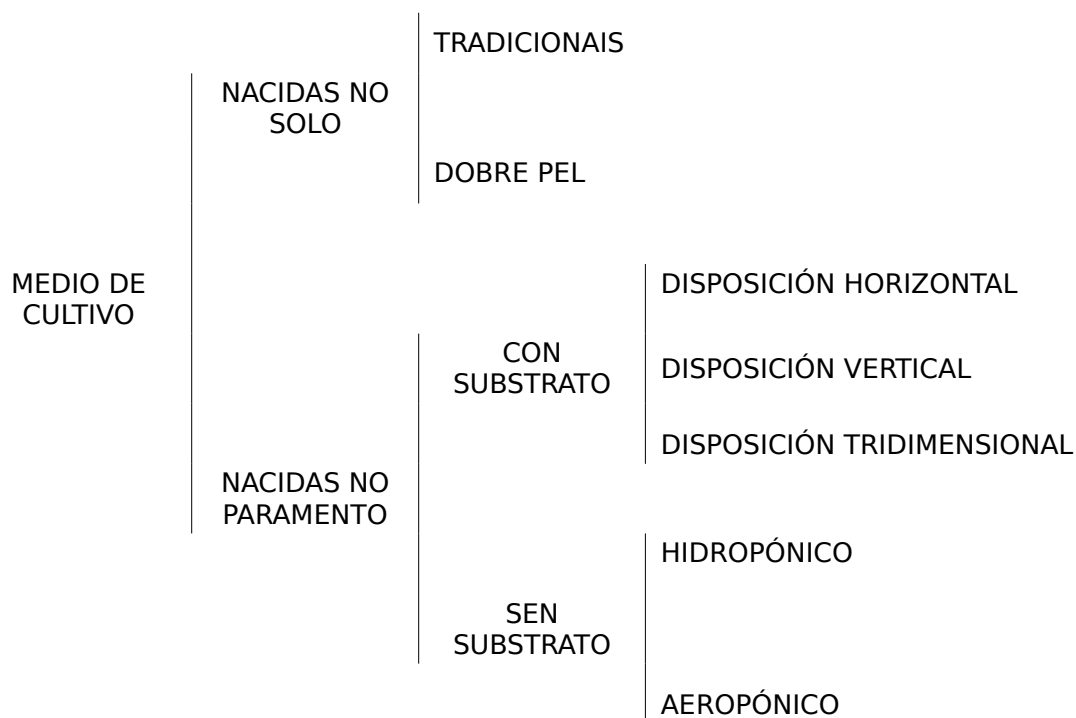 TRADICIONAIS
NACIDAS NO
SOLO
DOBRE PEL
MEDIO DE
CULTIVO
DISPOSICIÓN HORIZONTAL
CON
SUBSTRATO
DISPOSICIÓN VERTICAL
DISPOSICIÓN TRIDIMENSIONAL
NACIDAS NO
PARAMENTO
HIDROPÓNICO
SEN
SUBSTRATO
AEROPÓNICO